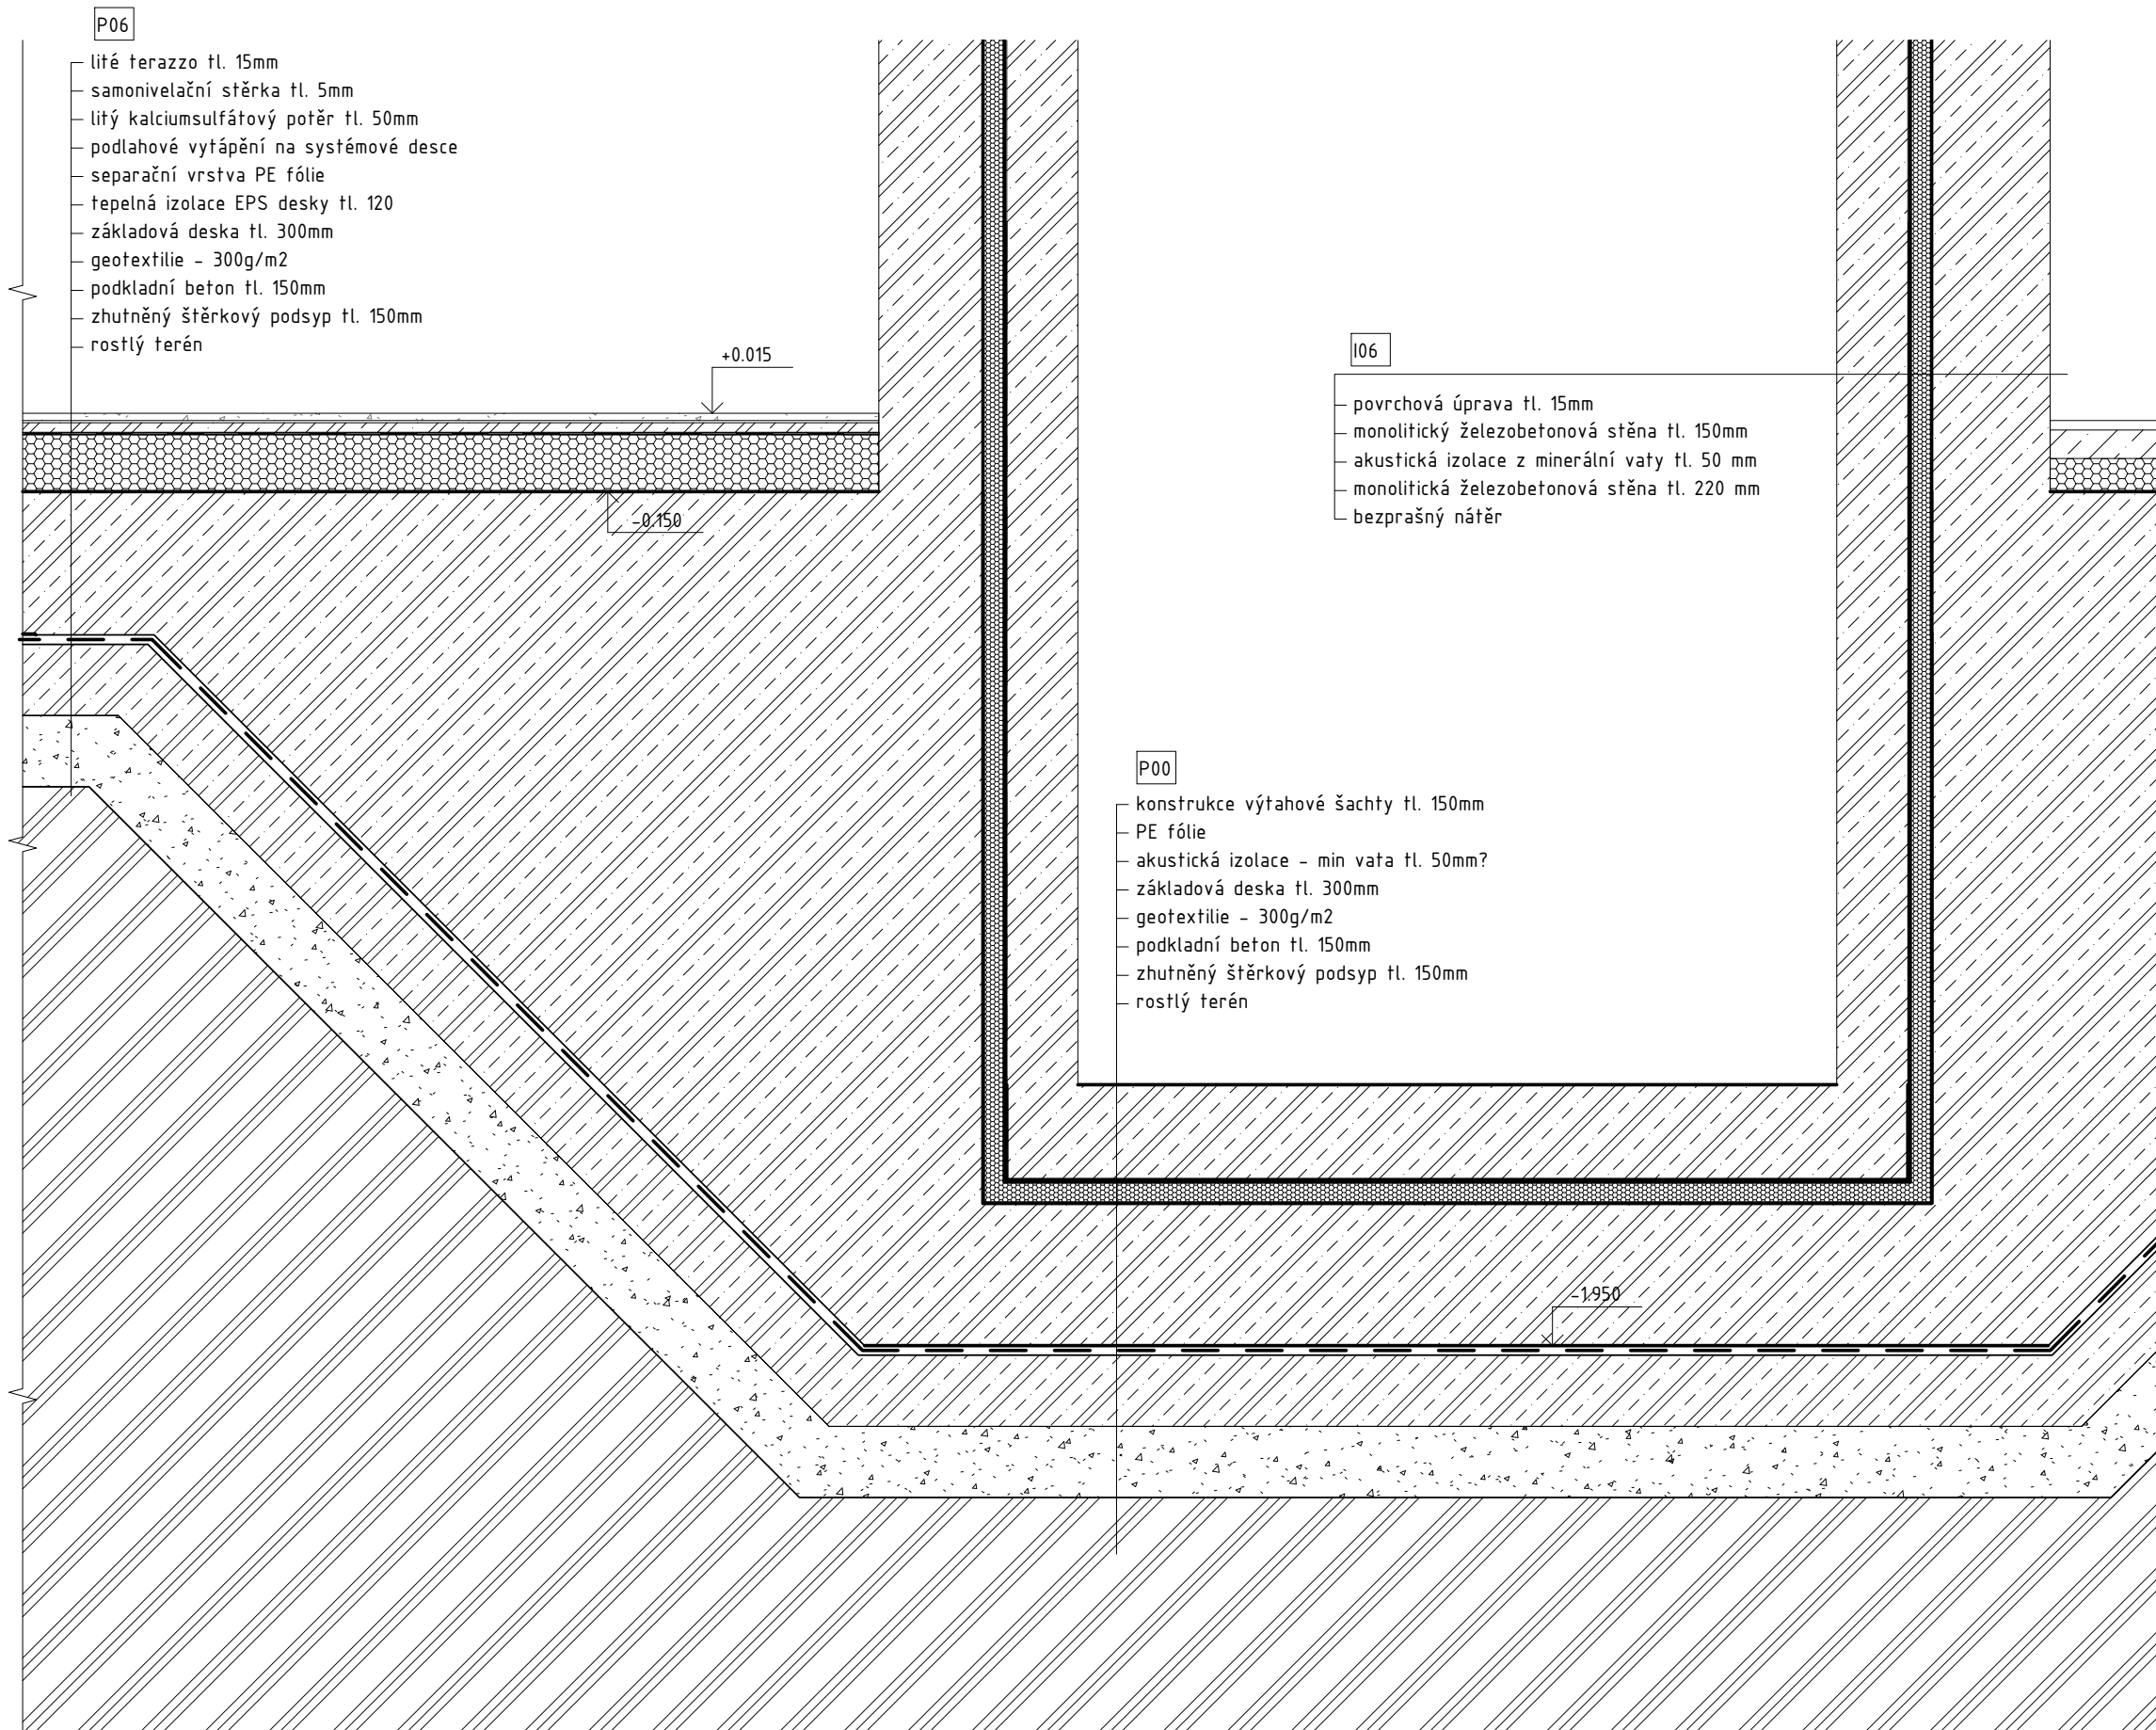 P06
lité terazzo tl. 15mm
samonivelační stěrka tl. 5mm
litý kalciumsulfátový potěr tl. 50mm
podlahové vytápění na systémové desce
separační vrstva PE fólie
tepelná izolace EPS desky tl. 120
základová deska tl. 300mm
geotextilie - 300g/m2
podkladní beton tl. 150mm
zhutněný štěrkový podsyp tl. 150mm
rostlý terén
+0.015
-0.150
I06
povrchová úprava tl. 15mm
monolitický železobetonová stěna tl. 150mm
akustická izolace z minerální vaty tl. 50 mm
monolitická železobetonová stěna tl. 220 mm
bezprašný nátěr
P00
konstrukce výtahové šachty tl. 150mm
PE fólie
akustická izolace - min vata tl. 50mm?
základová deska tl. 300mm
geotextilie - 300g/m2
podkladní beton tl. 150mm
zhutněný štěrkový podsyp tl. 150mm
rostlý terén
-1.950